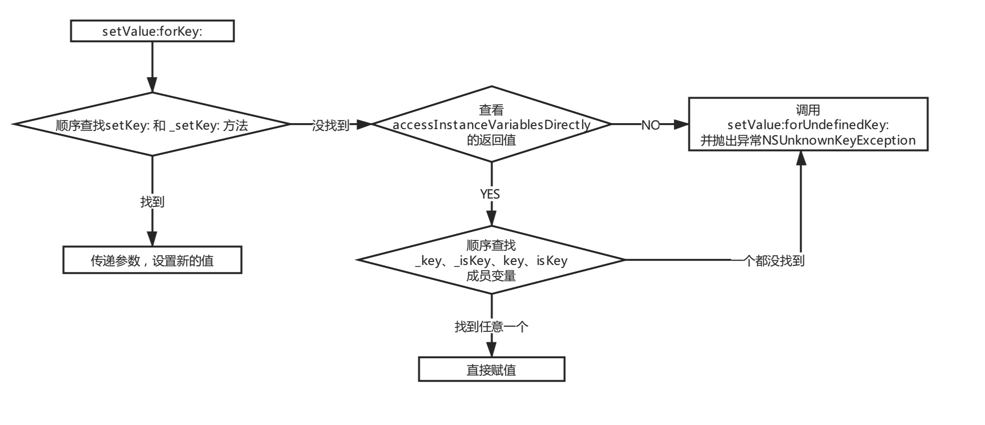 setValue:forKey:
顺序查找setKey: 和 _setKey: 方法
没找到
查看
accessInstanceVariablesDirectly
的返回值
NO
调用
setValue:forUndefinedKey:
并抛出异常NSUnknownKeyException
找到
YES
传递参数，设置新的值
顺序查找
_key、_isKey、key、isKey
成员变量
一个都没找到
找到任意一个
直接赋值